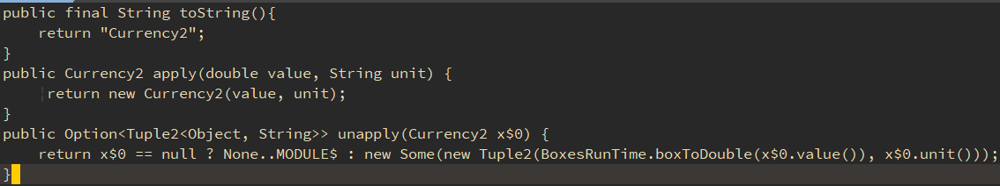 public final String toString(){
    return "Currency2";
}
public Currency2 apply(double value, String unit) {
     return new Currency2(value, unit);
}
public Option<Tuple2<Object, String>> unapply(Currency2 x$0) {
    return x$0 == null ? None..MODULE$ : new Some(new Tuple2(BoxesRunTime.boxToDouble(x$0.value()), x$0.unit()));
}